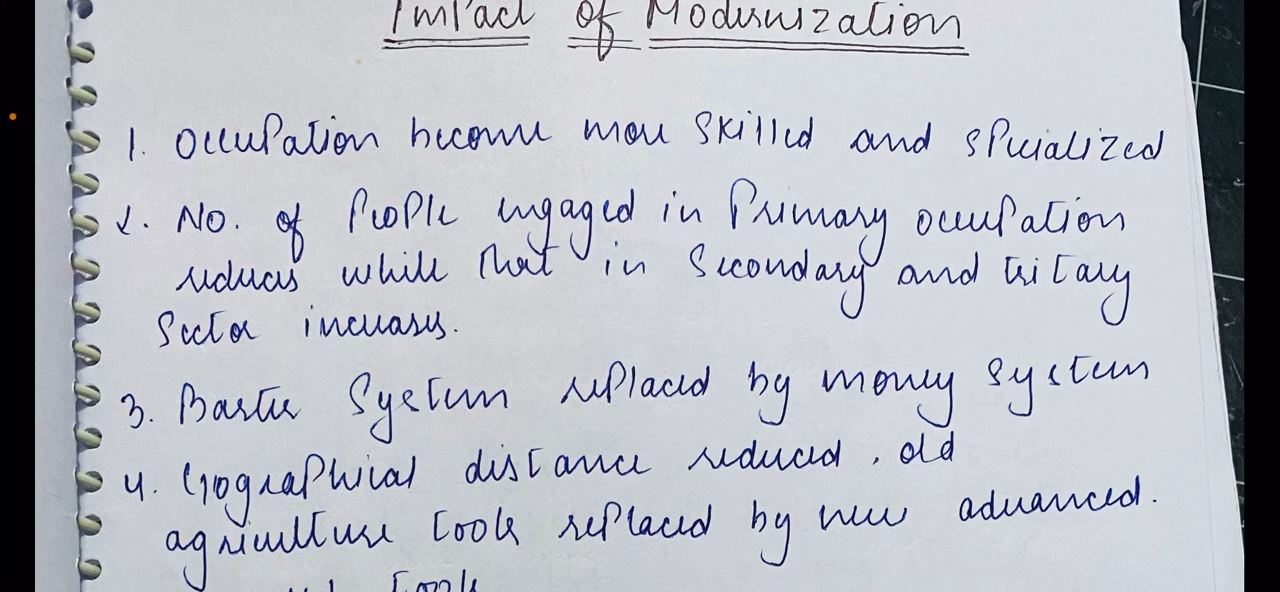 Impact of Modernization
1. Occupation become more skilled and specialized
2. No. of People engaged in Primary occupation
reduces while that in Secondary and tritary
Sector increases.
3. Barter System replaced by money system
4. Geographical distance reduced, old
agriculture tools replaced by new advanced.
tools